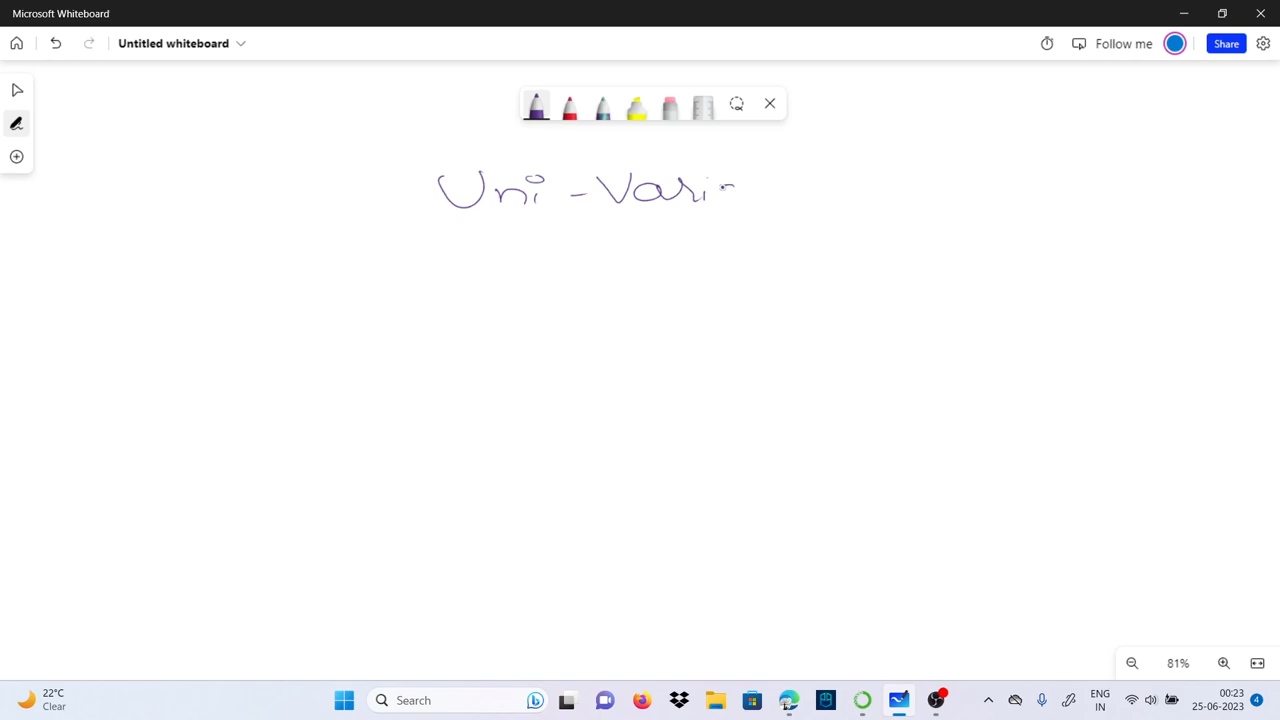 Microsoft Whiteboard
Untitled whiteboard
Follow me
Share
Uni - Vari
81%
22°C
Clear
Search
ENG
IN
00:23
25-06-2023
4